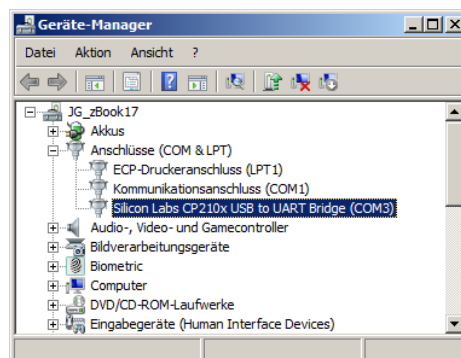 Geräte-Manager
Datei Aktion Ansicht ?
JG_zBook17
Akkus
Anschlüsse (COM & LPT)
ECP-Druckeranschluss (LPT1)
Kommunikationsanschluss (COM1)
Silicon Labs CP210x USB to UART Bridge (COM3)
Audio-, Video- und Gamecontroller
Bildverarbeitungsgeräte
Biometric
Computer
DVD/CD-ROM-Laufwerke
Eingabegeräte (Human Interface Devices)